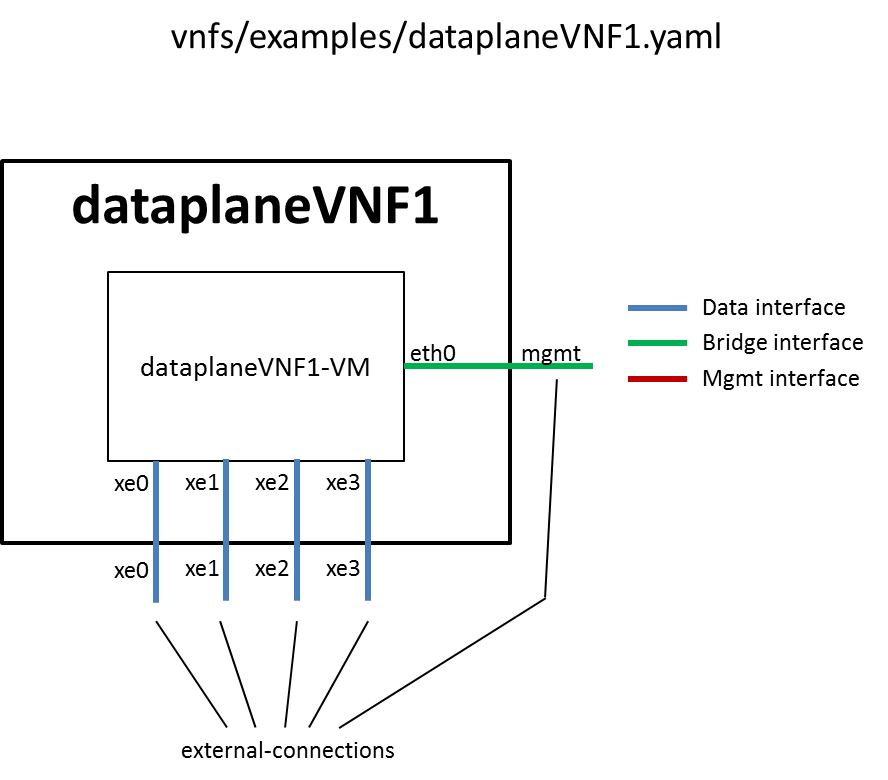 vnfs/examples/dataplaneVNF1.yaml
dataplaneVNF1
dataplaneVNF1-VM
eth0
mgmt
Data interface
Bridge interface
Mgmt interface
xe0
xe1
xe2
xe3
xe0
xe1
xe2
xe3
external-connections